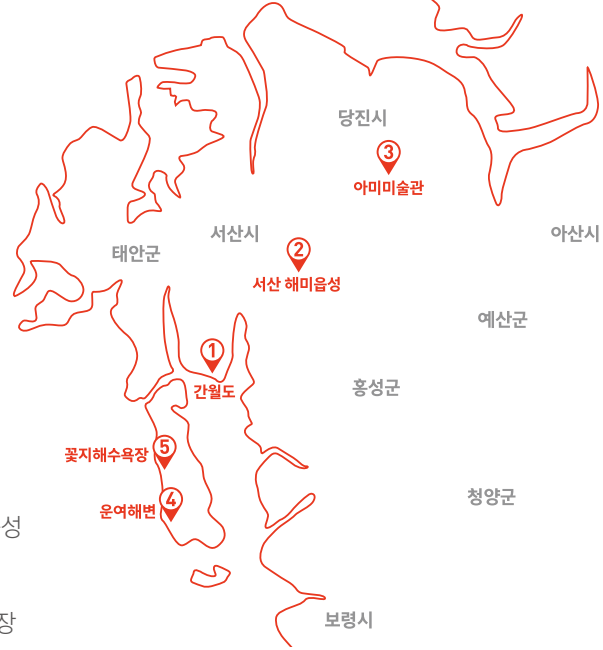 당진시
3
아미미술관
서산시
아산시
태안군
2
서산 해미읍성
예산군
1
간월도
홍성군
5
꽃지해수욕장
4
운여해변
청양군
성
장
보령시